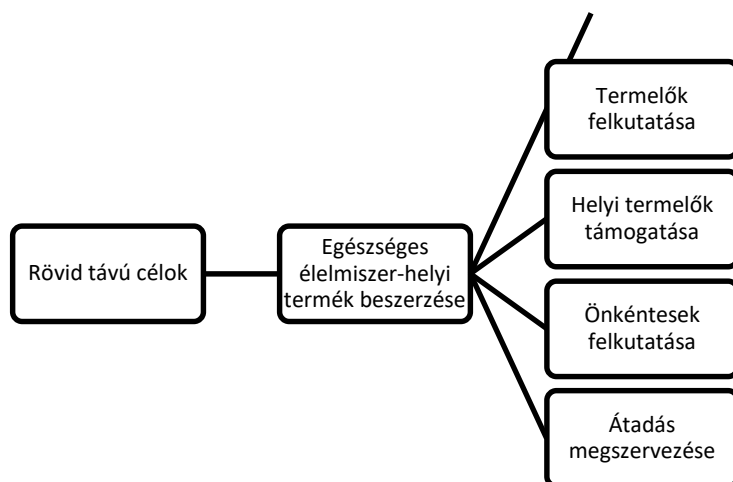 Rövid távú célok
Egészséges
élelmiszer-helyi
termék beszerzése
Termelők
felkutatása
Helyi termelők
támogatása
Önkéntesek
felkutatása
Átadás
megszervezése